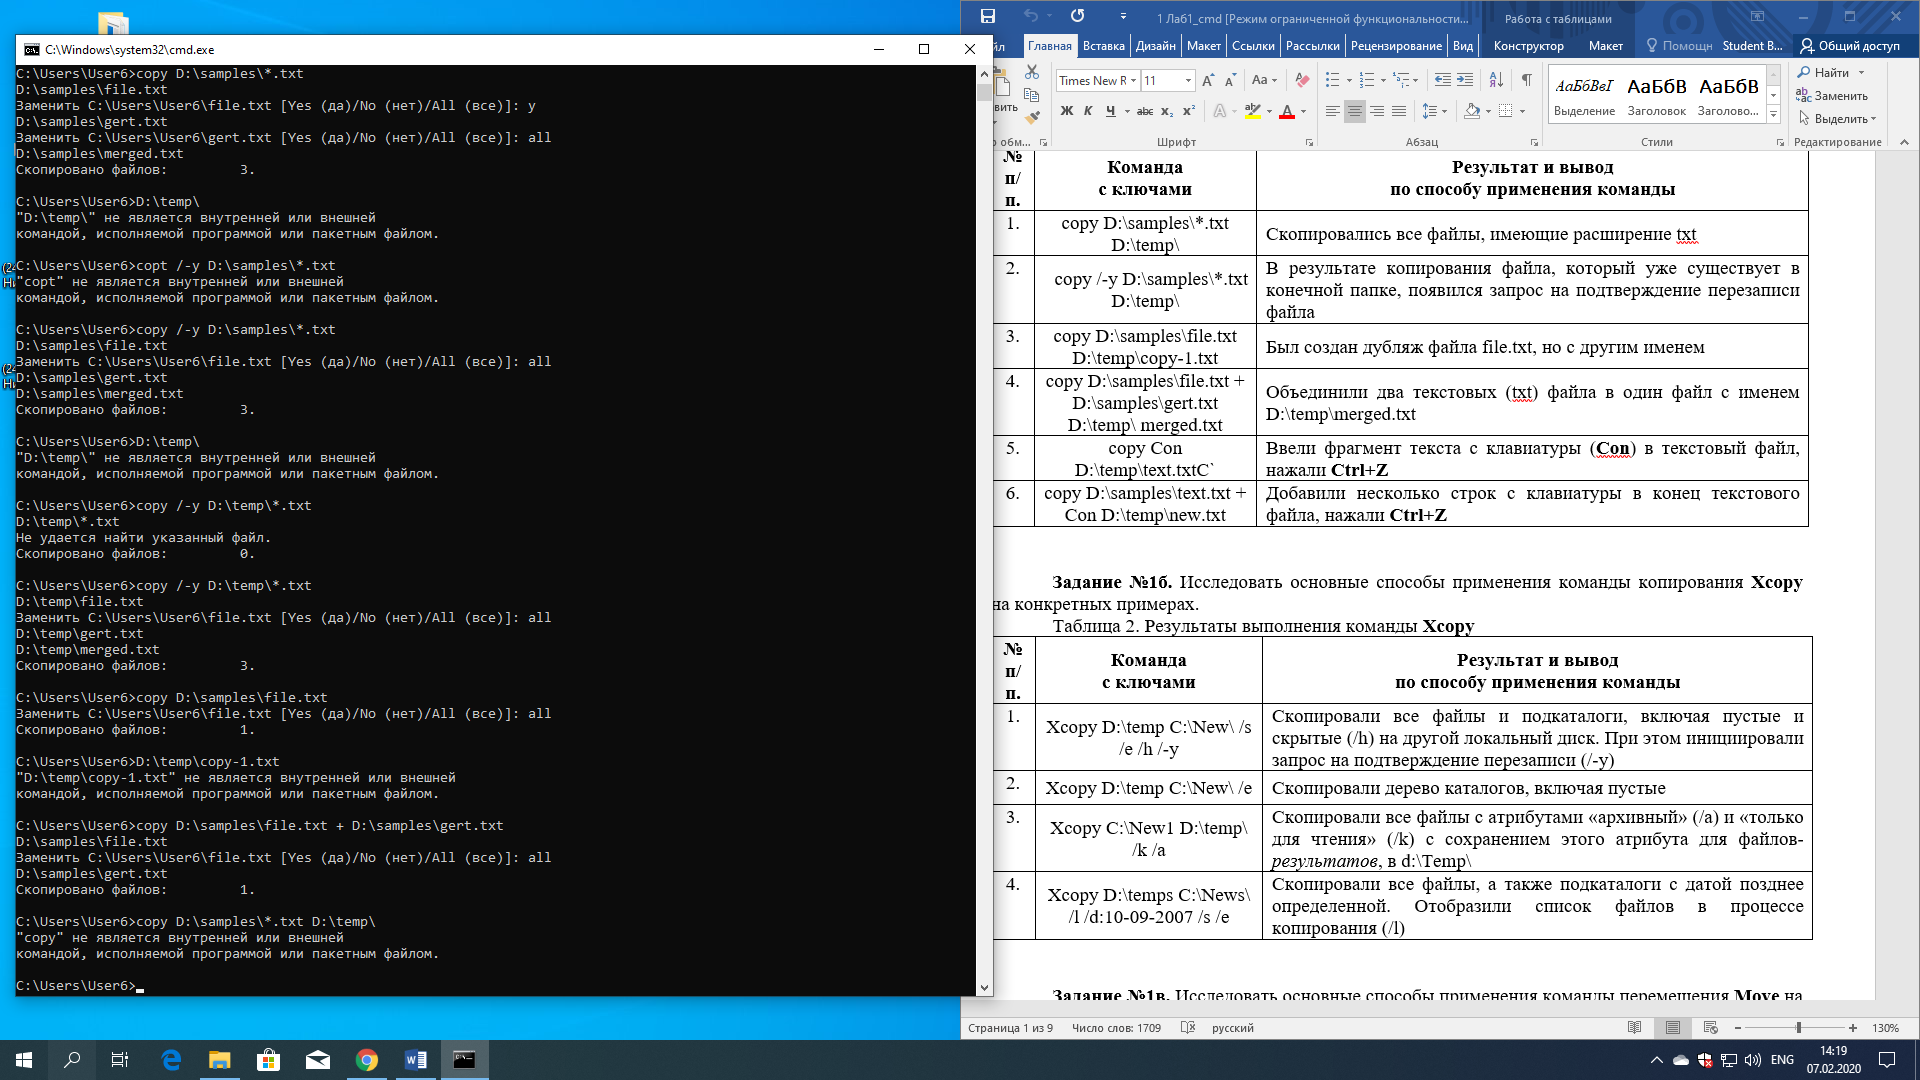 C:\Windows\system32\cmd.exe
C:\Users\User6>copy D:\samples\*.txt
D:\samples\file.txt
Заменить C:\Users\User6\file.txt [Yes (да)/No (нет)/All (все)]: y
D:\samples\gert.txt
Заменить C:\Users\User6\gert.txt [Yes (да)/No (нет)/All (все)]: all
D:\samples\merged.txt
Скопировано файлов: 3.
C:\Users\User6>D:\temp\
"D:\temp\" не является внутренней или внешней
командой, исполняемой программой или пакетным файлом.
C:\Users\User6>copt /-y D:\samples\*.txt
"copt" не является внутренней или внешней
командой, исполняемой программой или пакетным файлом.
C:\Users\User6>copy /-y D:\samples\*.txt
D:\samples\file.txt
Заменить C:\Users\User6\file.txt [Yes (да)/No (нет)/All (все)]: all
D:\samples\gert.txt
D:\samples\merged.txt
Скопировано файлов: 3.
C:\Users\User6>D:\temp\
"D:\temp\" не является внутренней или внешней
командой, исполняемой программой или пакетным файлом.
C:\Users\User6>copy /-y D:\temp\*.txt
D:\temp\*.txt
Не удается найти указанный файл.
Скопировано файлов: 0.
C:\Users\User6>copy /-y D:\temp\*.txt
D:\temp\file.txt
Заменить C:\Users\User6\file.txt [Yes (да)/No (нет)/All (все)]: all
D:\temp\gert.txt
D:\temp\merged.txt
Скопировано файлов: 3.
C:\Users\User6>copy D:\samples\file.txt
Заменить C:\Users\User6\file.txt [Yes (да)/No (нет)/All (все)]: all
Скопировано файлов: 1.
C:\Users\User6>D:\temp\copy-1.txt
"D:\temp\copy-1.txt" не является внутренней или внешней
командой, исполняемой программой или пакетным файлом.
C:\Users\User6>copy D:\samples\file.txt + D:\samples\gert.txt
D:\samples\file.txt
Заменить C:\Users\User6\file.txt [Yes (да)/No (нет)/All (все)]: all
D:\samples\gert.txt
Скопировано файлов: 1.
C:\Users\User6>copy D:\samples\*.txt D:\temp\
"copy" не является внутренней или внешней
командой, исполняемой программой или пакетным файлом.
C:\Users\User6>
1 Лаб1_cmd [Режим ограниченной функциональности...
Работа с таблицами
Главная Вставка Дизайн Макет Ссылки Рассылки Рецензирование Вид Конструктор Макет Помощн Student B... Общий доступ
Times New R 11
Ж К Ч abc x₂ x²
Шрифт
Абзац
АаБбВвІ АаБбВ АаБбВ
Выделение Заголовок Заголово...
Стили
Найти
Заменить
Выделить
Редактирование
№ п/ п.
Команда с ключами
Результат и вывод по способу применения команды
1.
copy D:\samples\*.txt
D:\temp\
Скопировались все файлы, имеющие расширение txt
2.
copy /-y D:\samples\*.txt
D:\temp\
В результате копирования файла, который уже существует в
конечной папке, появился запрос на подтверждение перезаписи
файла
3.
copy D:\samples\file.txt
D:\temp\copy-1.txt
Был создан дубляж файла file.txt, но с другим именем
4.
copy D:\samples\file.txt +
D:\samples\gert.txt
D:\temp\ merged.txt
Объединили два текстовых (txt) файла в один файл с именем
D:\temp\merged.txt
5.
copy Con
D:\temp\text.txtC`
Ввели фрагмент текста с клавиатуры (Con) в текстовый файл,
нажали Ctrl+Z
6.
copy D:\samples\text.txt +
Con D:\temp\new.txt
Добавили несколько строк с клавиатуры в конец текстового
файла, нажали Ctrl+Z
Задание №1б. Исследовать основные способы применения команды копирования Xcopy
на конкретных примерах.
Таблица 2. Результаты выполнения команды Xcopy
№ п/ п.
Команда с ключами
Результат и вывод по способу применения команды
1.
Xcopy D:\temp C:\New\ /s
/e /h /-y
Скопировали все файлы и подкаталоги, включая пустые и
скрытые (/h) на другой локальный диск. При этом инициировали
запрос на подтверждение перезаписи (/-y)
2.
Xcopy D:\temp C:\New\ /e
Скопировали дерево каталогов, включая пустые
3.
Xcopy C:\New1 D:\temp\
/k /a
Скопировали все файлы с атрибутами «архивный» (/a) и «только
для чтения» (/k) с сохранением этого атрибута для файлов-
результатов, в d:\Temp\
4.
Xcopy D:\temps C:\News\
/l /d:10-09-2007 /s /e
Скопировали все файлы, а также подкаталоги с датой позднее
определенной. Отобразили список файлов в процессе
копирования (/l)
Задание №1в. Исследовать основные способы применения команды перемещения Move на
Страница 1 из 9 Число слов: 1709 русский 130%
ENG
14:19
07.02.2020